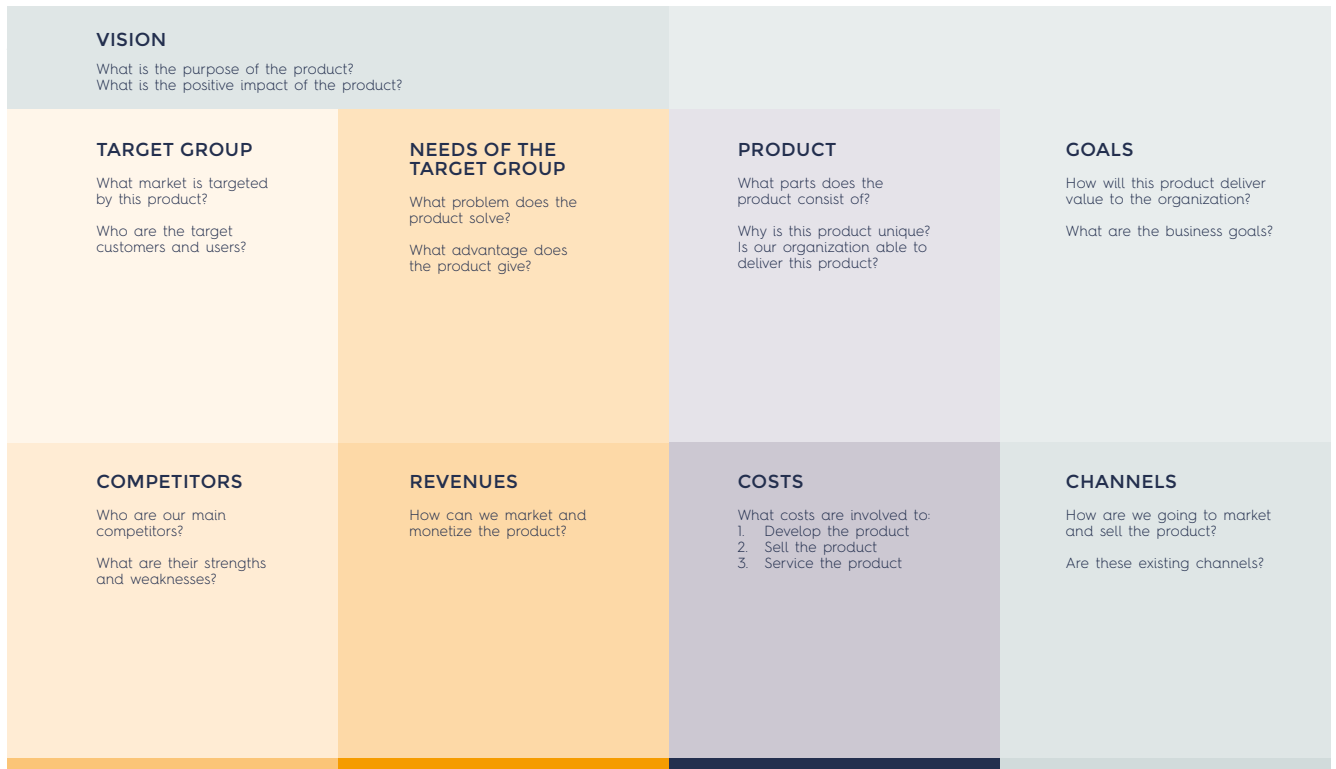 VISION
What is the purpose of the product?
What is the positive impact of the product?
TARGET GROUP
What market is targeted
by this product?
Who are the target
customers and users?
NEEDS OF THE
TARGET GROUP
What problem does the
product solve?
What advantage does
the product give?
PRODUCT
What parts does the
product consist of?
Why is this product unique?
Is our organization able to
deliver this product?
GOALS
How will this product deliver
value to the organization?
What are the business goals?
COMPETITORS
Who are our main
competitors?
What are their strengths
and weaknesses?
REVENUES
How can we market and
monetize the product?
COSTS
What costs are involved to:
1. Develop the product
2. Sell the product
3. Service the product
CHANNELS
How are we going to market
and sell the product?
Are these existing channels?